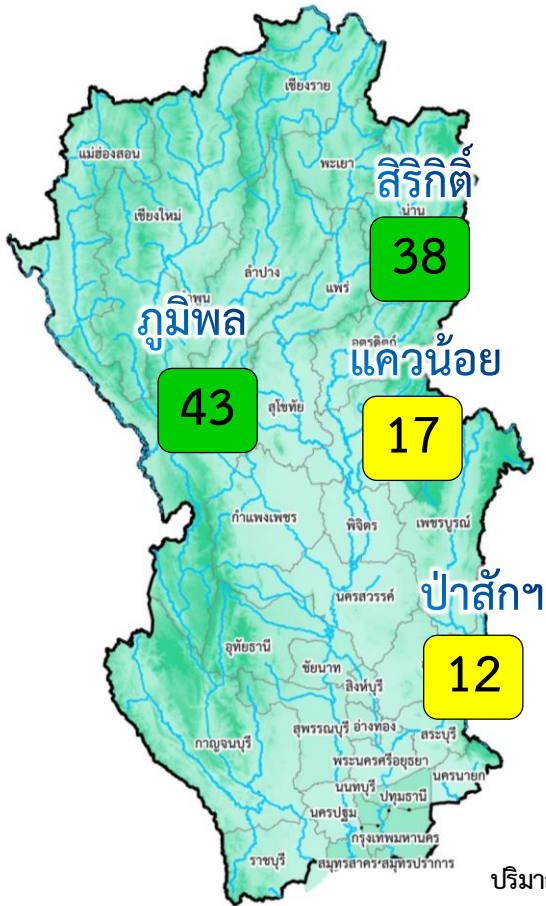 เชียงราย
แม่ฮ่องสอน
พะเยา
สิริกิติ์
เชียงใหม่
น่าน
38
ลำปาง
แพร่
ลำพูน
ภูมิพล
อุตรดิตถ์
แควน้อย
43
สุโขทัย
17
กำแพงเพชร
พิจิตร
เพชรบูรณ์
นครสวรรค์
ป่าสักฯ
อุทัยธานี
ชัยนาท
12
สิงห์บุรี
สุพรรณบุรี อ่างทอง
สระบุรี
กาญจนบุรี
พระนครศรีอยุธยา
นครนายก
นนทบุรี
ปทุมธานี
นครปฐม
กรุงเทพมหานคร
ราชบุรี
สมุทรสาคร สมุทรปราการ